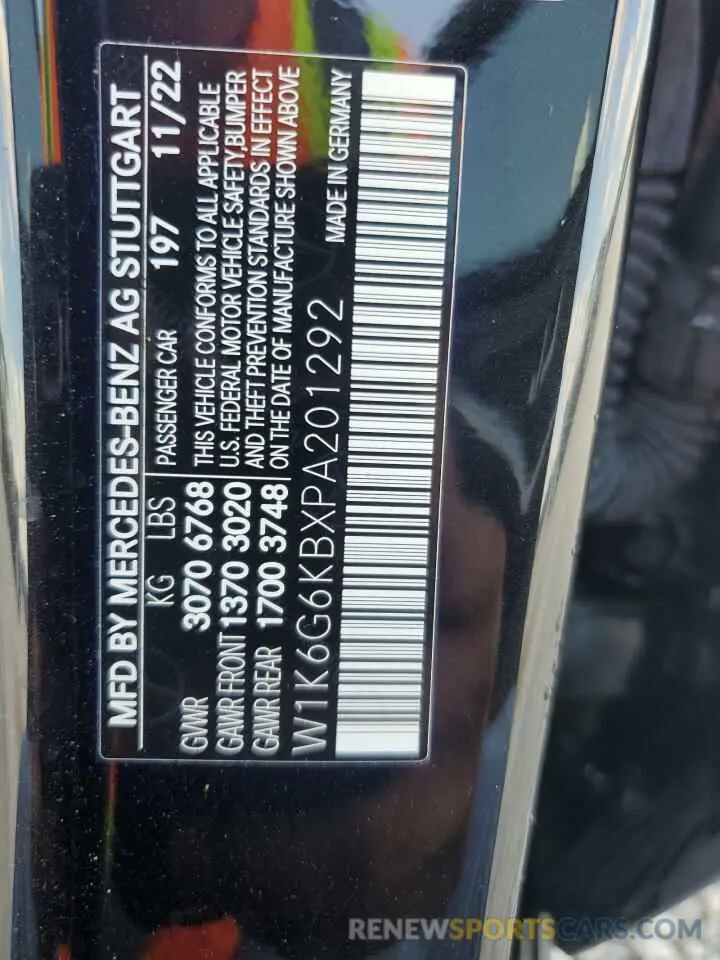 MFD BY MERCEDES-BENZ AG STUTTGART
KG LBS PASSENGER CAR 197 11/22
GVWR 3070 6768 THIS VEHICLE CONFORMS TO ALL APPLICABLE
GAWR FRONT 1370 3020 U.S. FEDERAL MOTOR VEHICLE SAFETY,BUMPER
AND THEFT PREVENTION STANDARDS IN EFFECT
GAWR REAR 1700 3748 ON THE DATE OF MANUFACTURE SHOWN ABOVE
W1K6G6KBXPA201292 MADE IN GERMANY
RENEWSPORTSCARS.COM